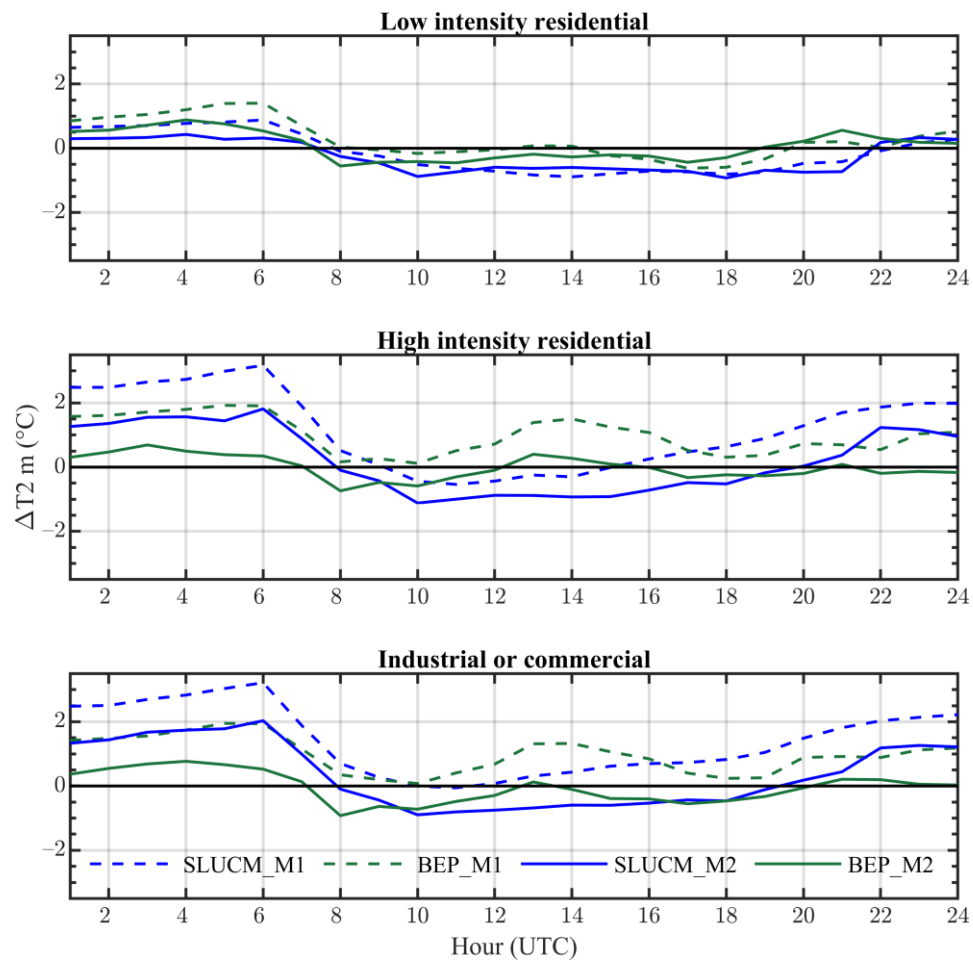 Low intensity residential
2
0
−2
2 4 6 8 10 12 14 16 18 20 22 24
High intensity residential
ΔT2 m (°C)
2
0
−2
2 4 6 8 10 12 14 16 18 20 22 24
Industrial or commercial
2
0
−2
SLUCM_M1 BEP_M1 SLUCM_M2 BEP_M2
2 4 6 8 10 12 14 16 18 20 22 24
Hour (UTC)